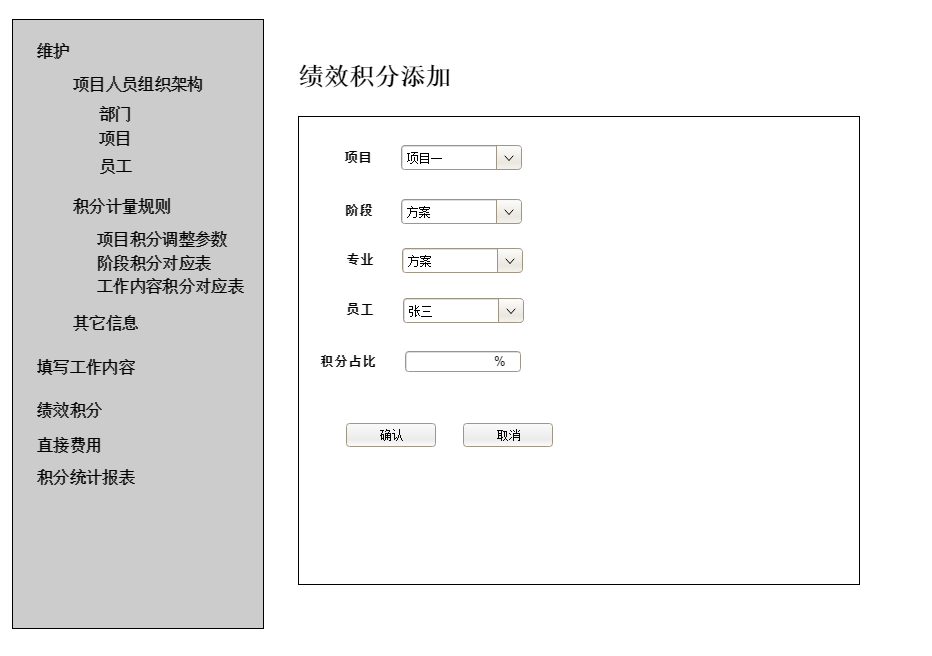 维护
项目人员组织架构
部门
项目
员工
积分计量规则
项目积分调整参数
阶段积分对应表
工作内容积分对应表
其它信息
填写工作内容
绩效积分
直接费用
积分统计报表
绩效积分添加
项目 项目一
阶段 方案
专业 方案
员工 张三
积分占比 %
确认 取消